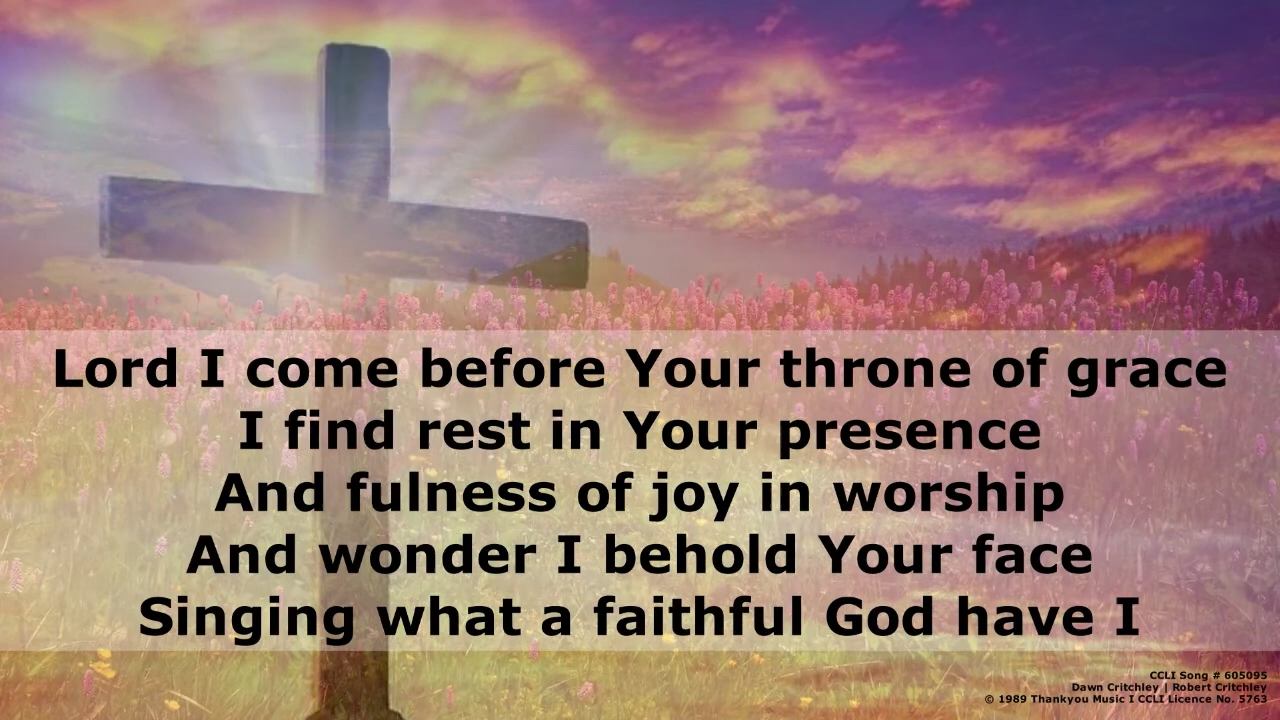 Lord I come before Your throne of grace
I find rest in Your presence
And fulness of joy in worship
And wonder I behold Your face
Singing what a faithful God have I
CCLI Song # 605095
Dawn Critchley | Robert Critchley
© 1989 Thankyou Music I CCLI Licence No. 5763